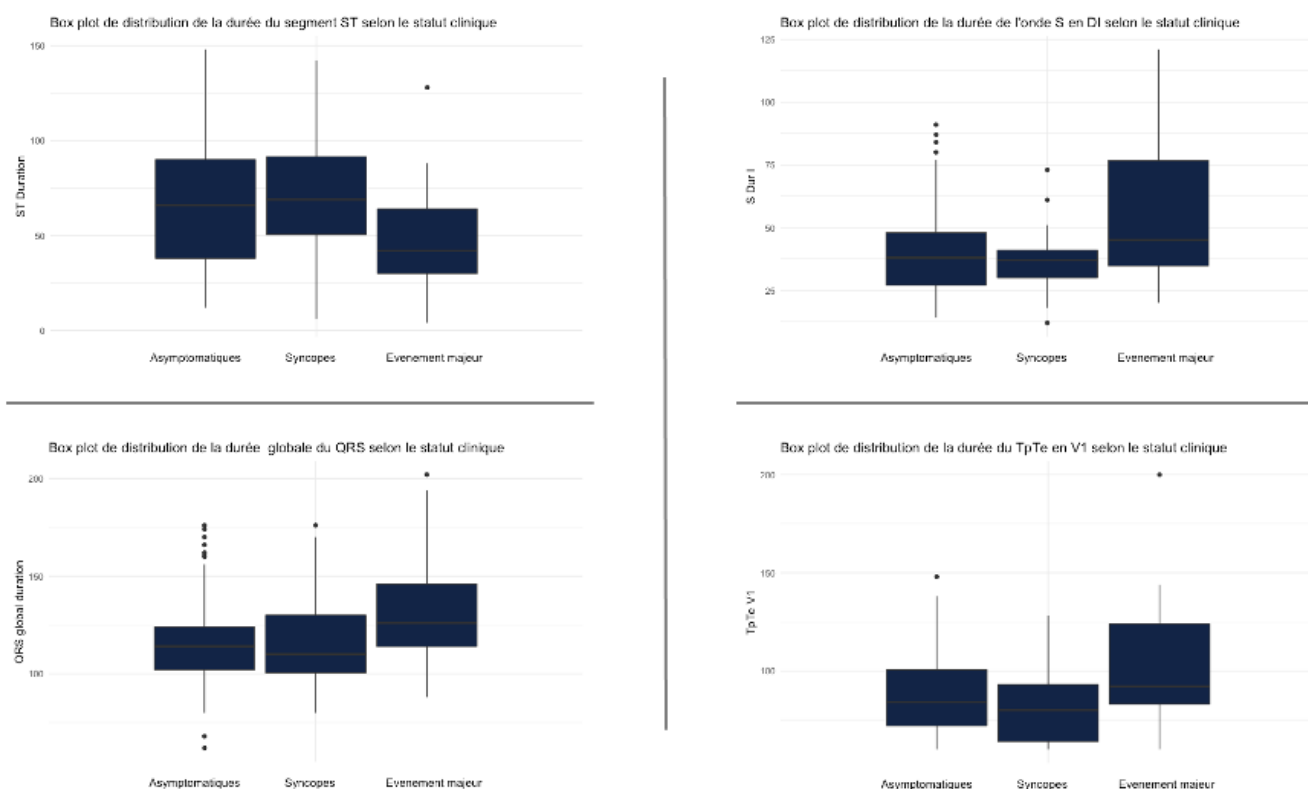 Box plot de distribution de la durée du segment ST selon le statut clinique
150
100
50
0
ST Duration
Asymptomatiques Syncopes Evenement majeur
Box plot de distribution de la durée de l'onde S en DI selon le statut clinique
125
100
75
50
25
S Dur I
Asymptomatiques Syncopes Evenement majeur
Box plot de distribution de la durée globale du QRS selon le statut clinique
200
150
100
QRS global duration
Asymptomatiques Syncopes Evenement majeur
Box plot de distribution de la durée du TpTe en V1 selon le statut clinique
200
150
100
TpTe V1
Asymptomatiques Syncopes Evenement majeur